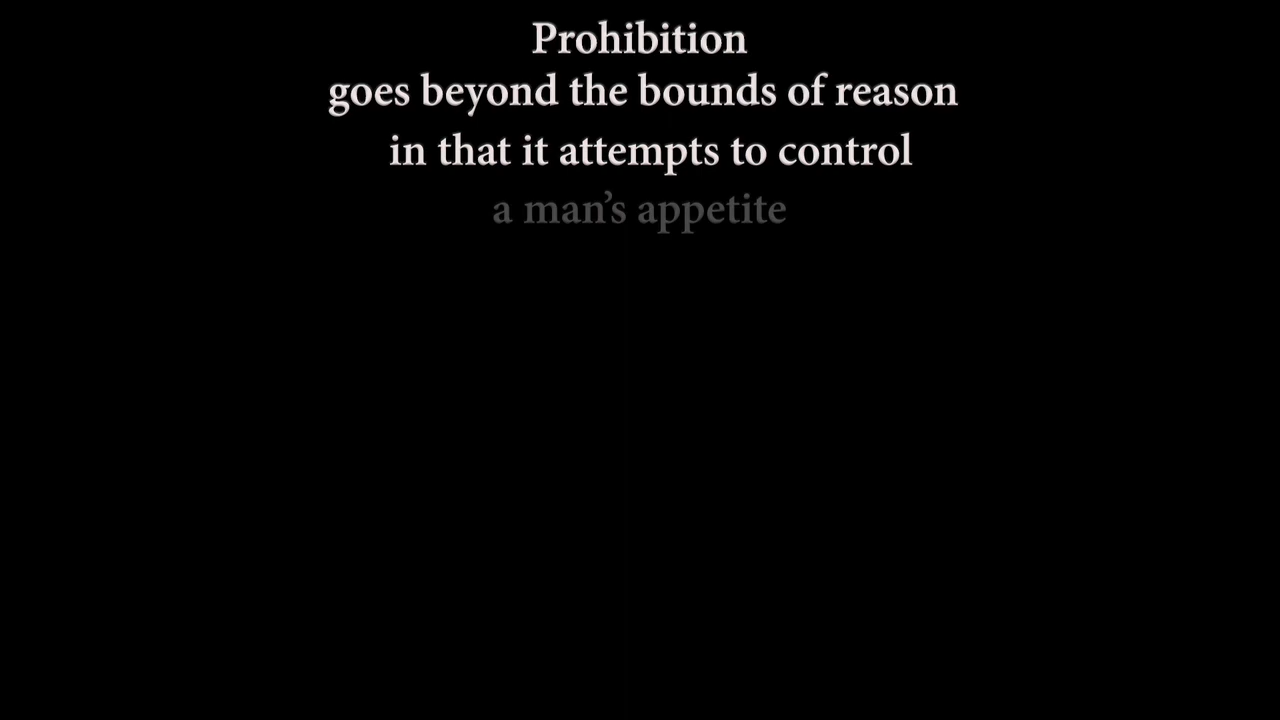 Prohibition
goes beyond the bounds of reason
in that it attempts to control
a man’s appetite